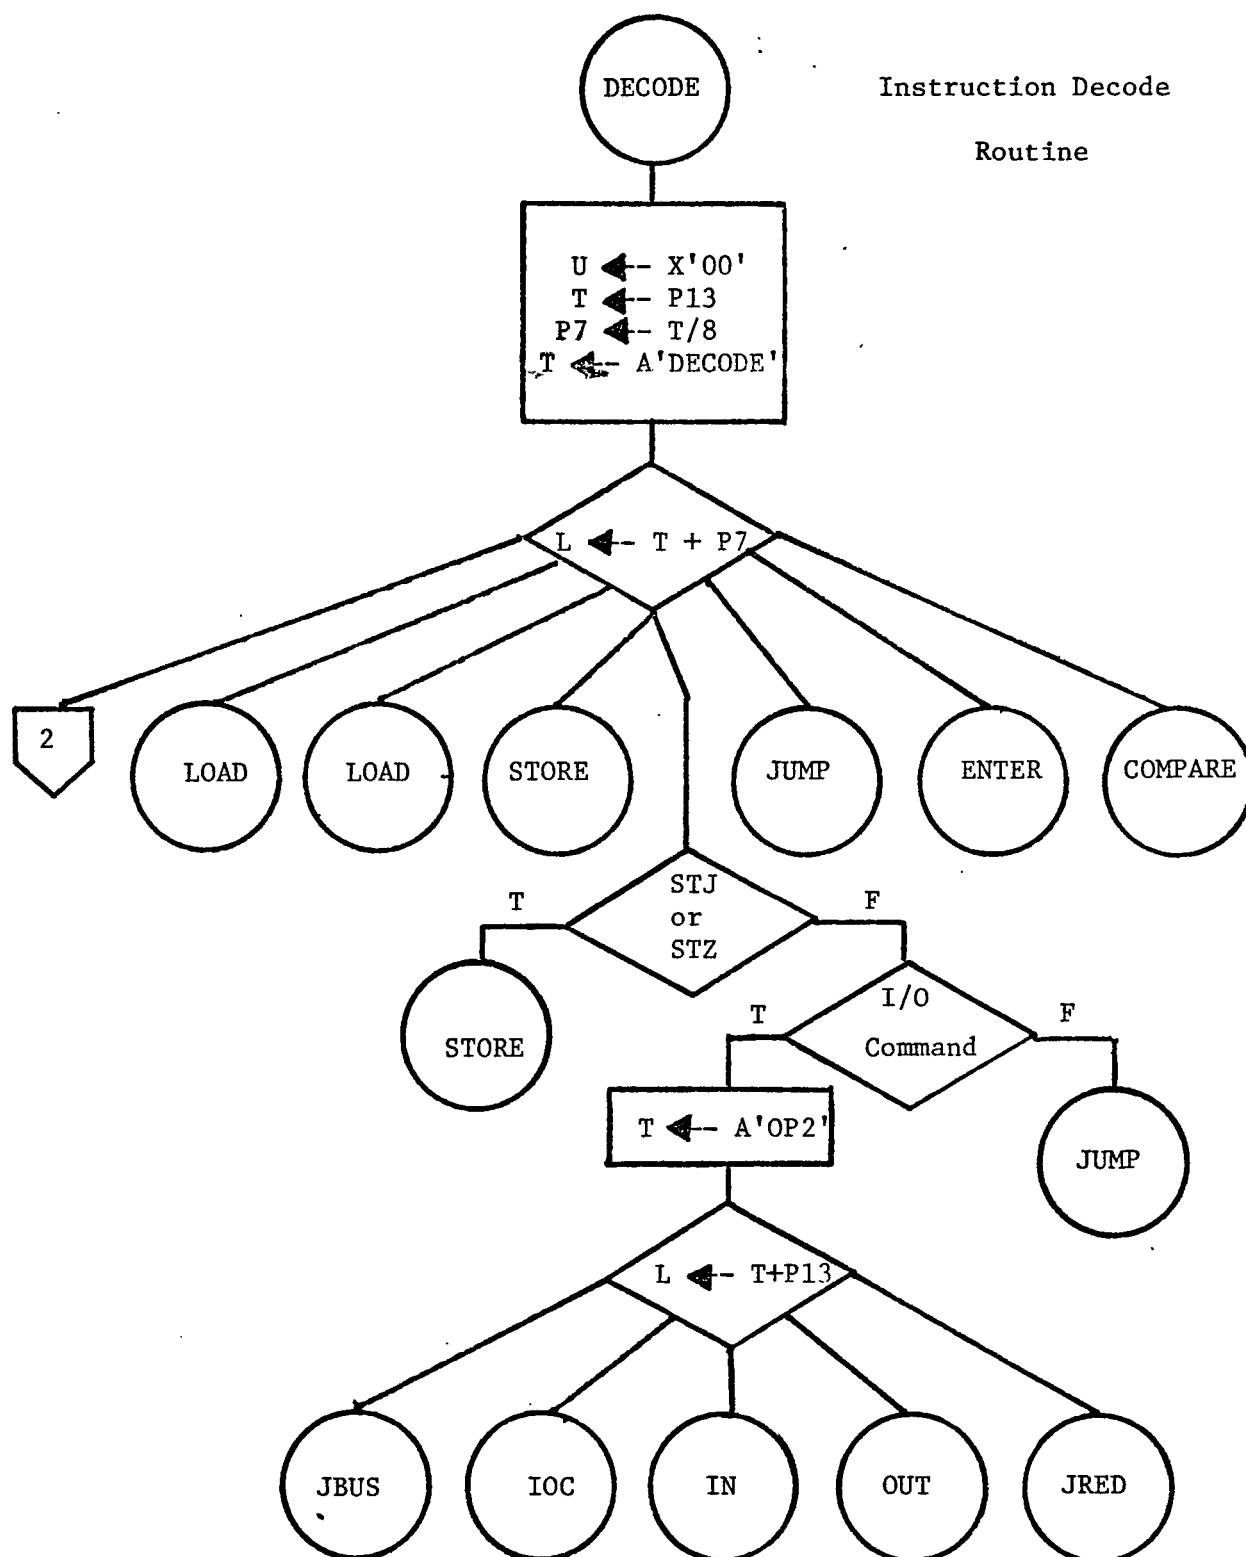 DECODE
Instruction Decode
Routine
U ◄-- X'00'
T ◄-- P13
P7 ◄-- T/8
T ◄-- A'DECODE'
L ◄-- T + P7
2
LOAD
LOAD
STORE
JUMP
ENTER
COMPARE
STJ
or
STZ
T
F
STORE
I/O
Command
T
F
T ◄-- A'OP2'
JUMP
L ◄-- T+P13
JBUS
IOC
IN
OUT
JRED